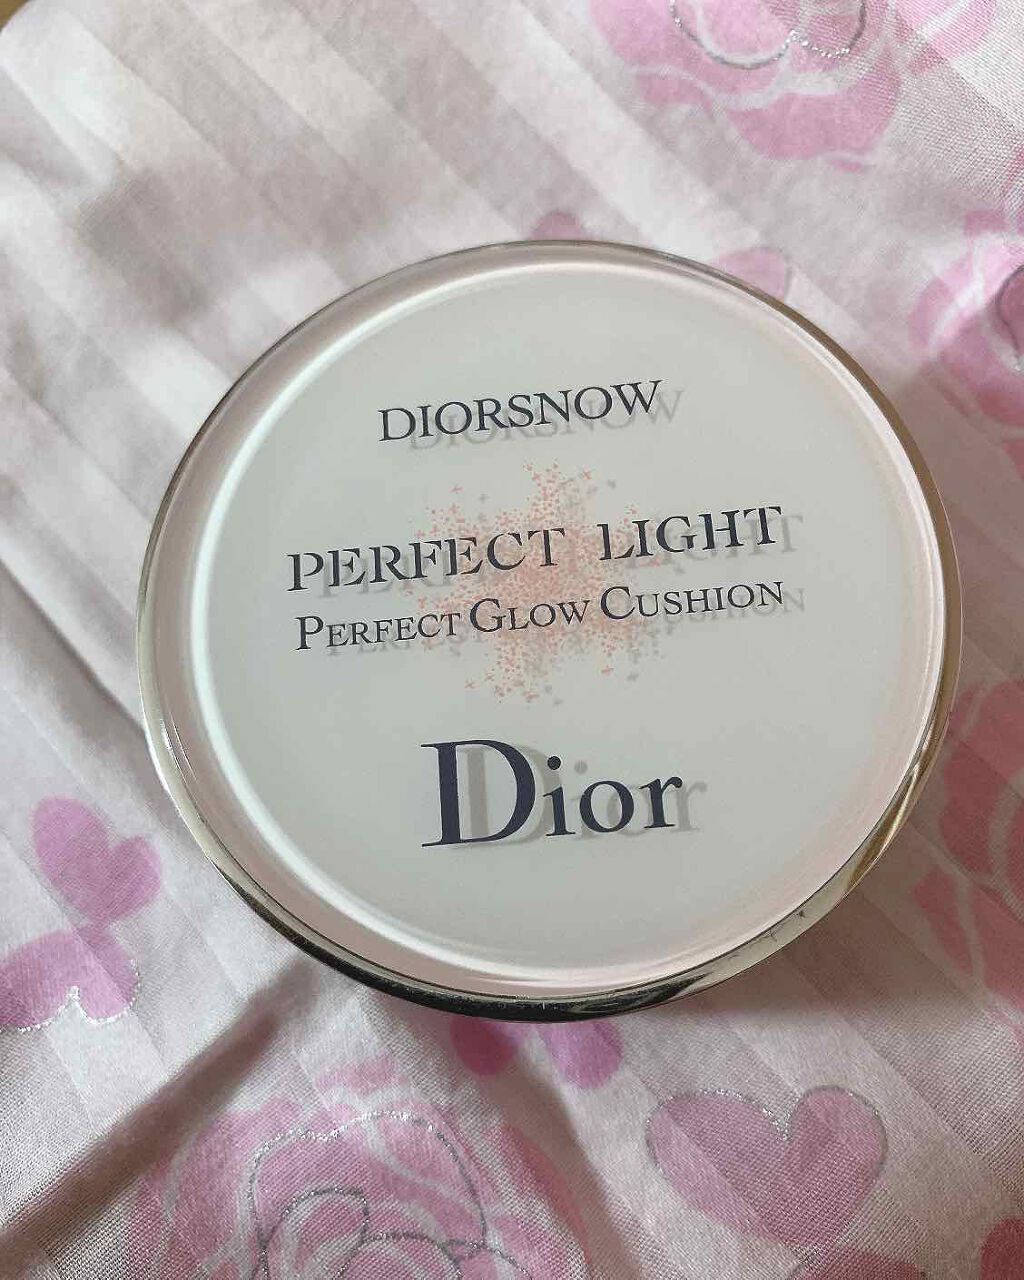 DIORSNOW
PERFECT LIGHT
PERFECT GLOW CUSHION
Dior